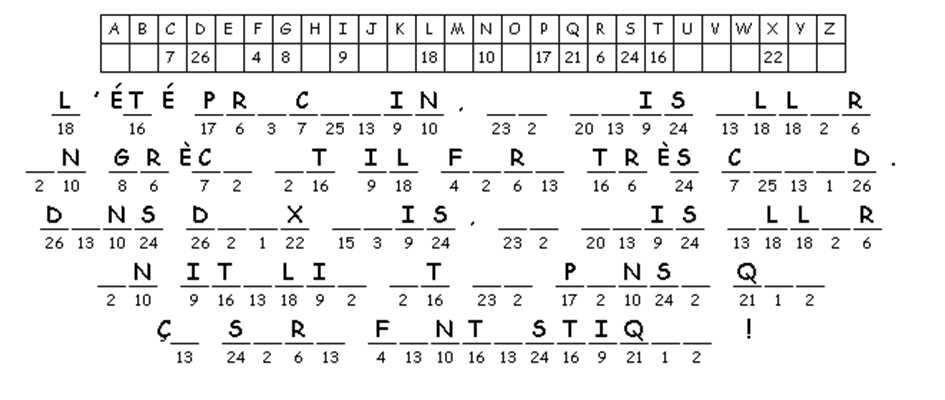 A B C D E F G H I J K L M N O P Q R S T U V W X Y Z
7 26 4 8 9 18 10 17 21 6 24 16 22
L 'ÉT É P R _ C _ _ I N , _ _ _ _ I S _ L L _ R
18 16 17 6 3 7 25 13 9 10 23 2 20 13 9 24 13 18 18 2 6
_ N G R ÈC _ _ T I L F _ R _ T R ÈS C _ _ _ D .
2 10 8 6 7 2 2 16 9 18 4 2 6 13 16 6 24 7 25 13 1 26
D _ N S D _ _ X _ _ I S , _ _ _ _ I S _ L L _ R
26 13 10 24 26 2 1 22 15 3 9 24 23 2 20 13 9 24 13 18 18 2 6
_ N I T _ L I _ _ T _ _ P _ N S _ Q _ _
2 10 9 16 13 18 9 2 2 16 23 2 17 2 10 24 2 21 1 2
Ç _ S _ R _ F _ N T _ S T I Q _ _ !
13 24 2 6 13 4 13 10 16 13 24 16 9 21 1 2